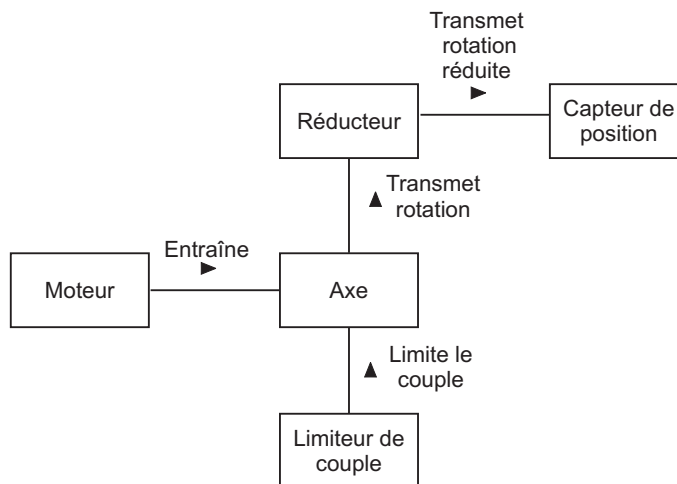 Transmet
rotation
réduite
Réducteur
Capteur de
position
Transmet
rotation
Entraîne
Moteur
Axe
Limite le
couple
Limiteur de
couple